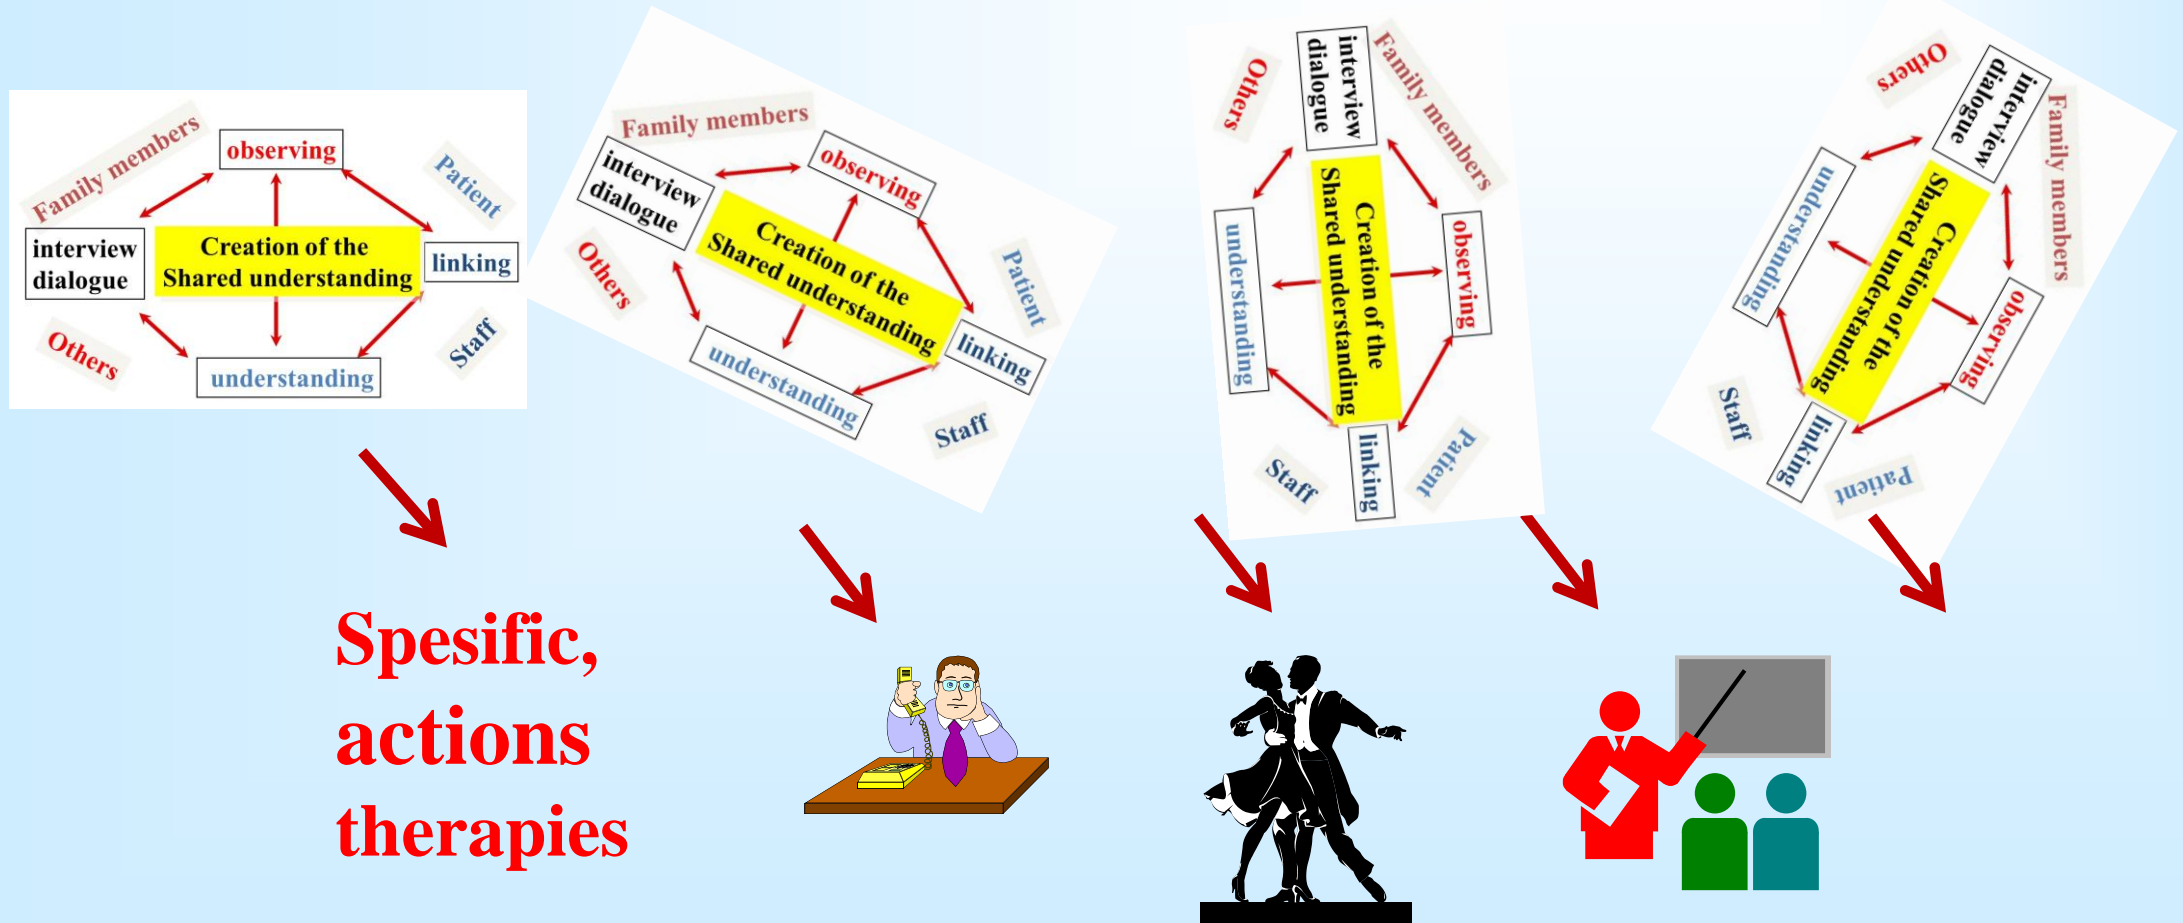 Family members
observing
Patient
interview
dialogue
Creation of the
Shared understanding
linking
Others
understanding
Staff
Family members
observing
interview
dialogue
Creation of the
Shared understanding
Patient
Others
linking
understanding
Staff
Others
interview
dialogue
Family members
understanding
Creation of the
Shared understanding
observing
Staff
linking
Patient
Others
interview
dialogue
Family members
understanding
Creation of the
Shared understanding
observing
Staff
linking
Patient
Spesific,
actions
therapies